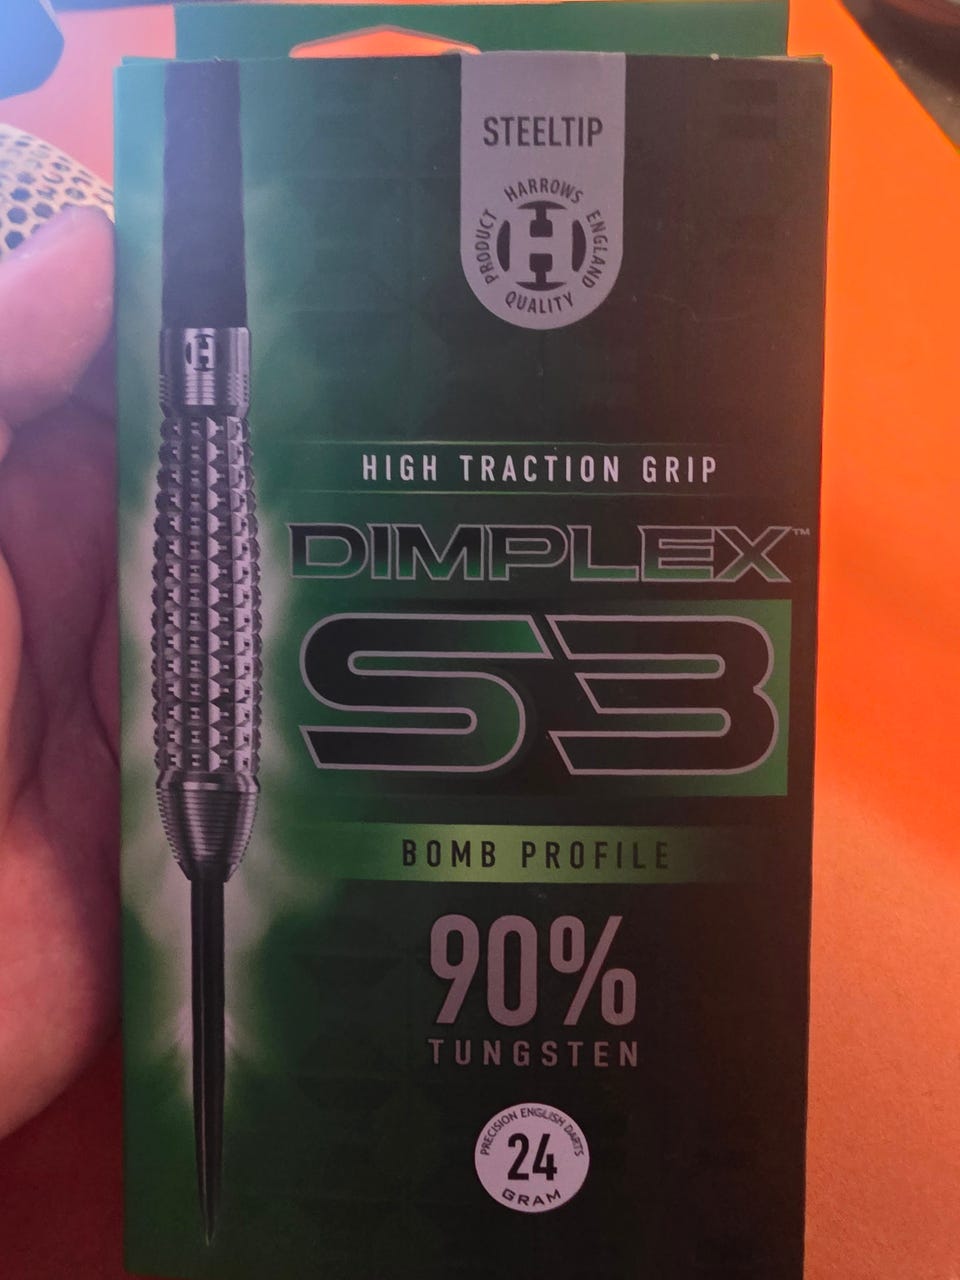 STEELTIP
HARROWS ENGLAND QUALITY PRODUCT
H
H
HIGH TRACTION GRIP
DIMPLEX™
S3
BOMB PROFILE
90%
TUNGSTEN
PRECISION ENGLISH DARTS
24
GRAM